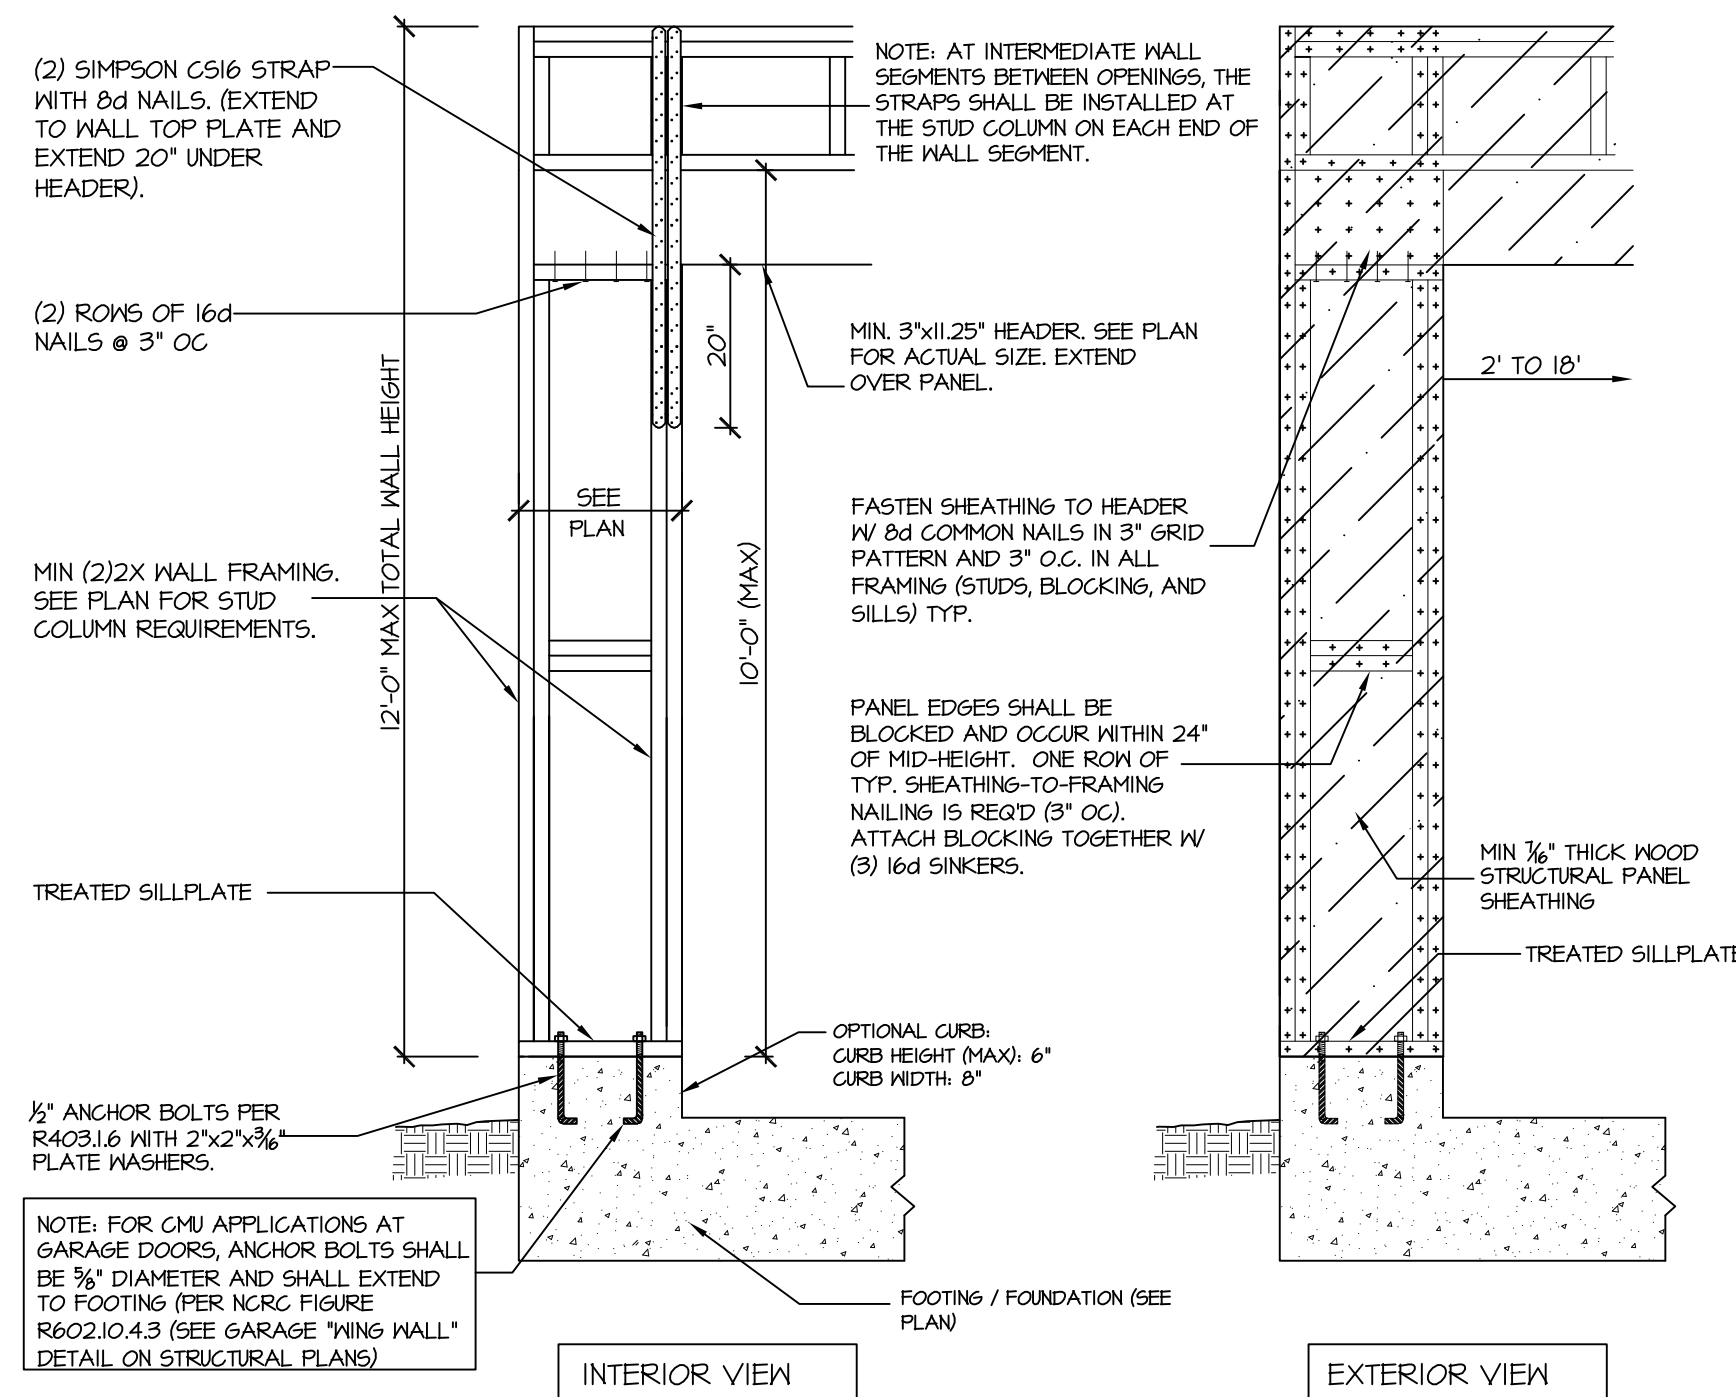 (2) SIMPSON CS16 STRAP
WITH 8d NAILS. (EXTEND
TO WALL TOP PLATE AND
EXTEND 20" UNDER
HEADER).
NOTE: AT INTERMEDIATE WALL
SEGMENTS BETWEEN OPENINGS, THE
STRAPS SHALL BE INSTALLED AT
THE STUD COLUMN ON EACH END OF
THE WALL SEGMENT.
(2) ROWS OF 16d
NAILS @ 3" OC
12'-0" MAX TOTAL WALL HEIGHT
20"
MIN. 3"x11.25" HEADER. SEE PLAN
FOR ACTUAL SIZE. EXTEND
OVER PANEL.
2' TO 18'
SEE
PLAN
10'-0" (MAX)
FASTEN SHEATHING TO HEADER
W/ 8d COMMON NAILS IN 3" GRID
PATTERN AND 3" O.C. IN ALL
FRAMING (STUDS, BLOCKING, AND
SILLS) TYP.
MIN (2)2X WALL FRAMING.
SEE PLAN FOR STUD
COLUMN REQUIREMENTS.
PANEL EDGES SHALL BE
BLOCKED AND OCCUR WITHIN 24"
OF MID-HEIGHT. ONE ROW OF
TYP. SHEATHING-TO-FRAMING
NAILING IS REQ'D (3" OC).
ATTACH BLOCKING TOGETHER W/
(3) 16d SINKERS.
MIN 7/16" THICK WOOD
STRUCTURAL PANEL
SHEATHING
TREATED SILLPLATE
TREATED SILLPLATE
OPTIONAL CURB:
CURB HEIGHT (MAX): 6"
CURB WIDTH: 8"
1/2" ANCHOR BOLTS PER
R403.1.6 WITH 2"x2"x3/16"
PLATE WASHERS.
NOTE: FOR CMU APPLICATIONS AT
GARAGE DOORS, ANCHOR BOLTS SHALL
BE 5/8" DIAMETER AND SHALL EXTEND
TO FOOTING (PER NCRC FIGURE
R602.10.4.3 (SEE GARAGE "WING WALL"
DETAIL ON STRUCTURAL PLANS)
FOOTING / FOUNDATION (SEE
PLAN)
INTERIOR VIEW
EXTERIOR VIEW